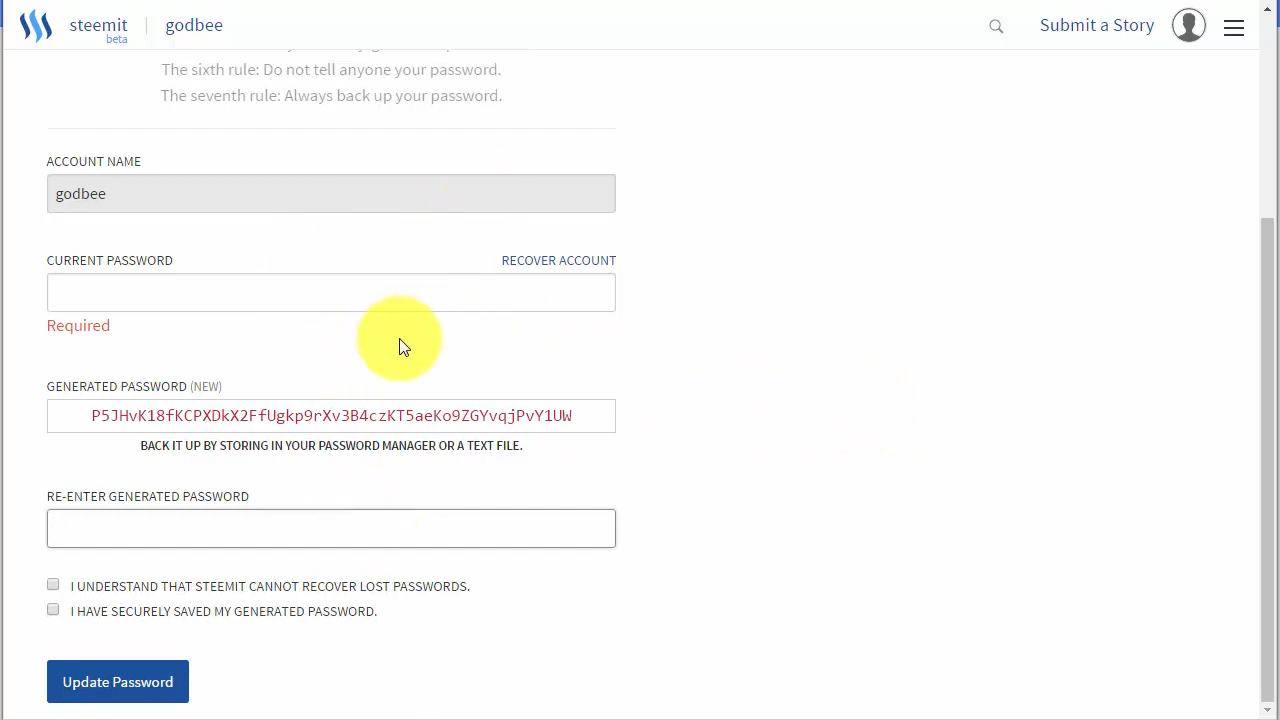 steemit
beta
godbee
Submit a Story
The sixth rule: Do not tell anyone your password.
The seventh rule: Always back up your password.
ACCOUNT NAME
godbee
CURRENT PASSWORD
RECOVER ACCOUNT
Required
GENERATED PASSWORD (NEW)
P5JHvK18fKCPXDkX2FfUgkp9rXv3B4czKT5aeKo9ZGYvqjPvY1UW
BACK IT UP BY STORING IN YOUR PASSWORD MANAGER OR A TEXT FILE.
RE-ENTER GENERATED PASSWORD
I UNDERSTAND THAT STEEMIT CANNOT RECOVER LOST PASSWORDS.
I HAVE SECURELY SAVED MY GENERATED PASSWORD.
Update Password